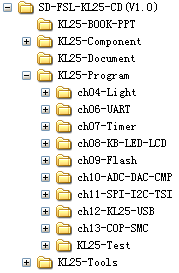 SD-FSL-KL25-CD(V1.0)
KL25-BOOK-PPT
KL25-Component
KL25-Document
KL25-Program
ch04-Light
ch06-UART
ch07-Timer
ch08-KB-LED-LCD
ch09-Flash
ch10-ADC-DAC-CMP
ch11-SPI-I2C-TSI
ch12-KL25-USB
ch13-COP-SMC
KL25-Test
KL25-Tools